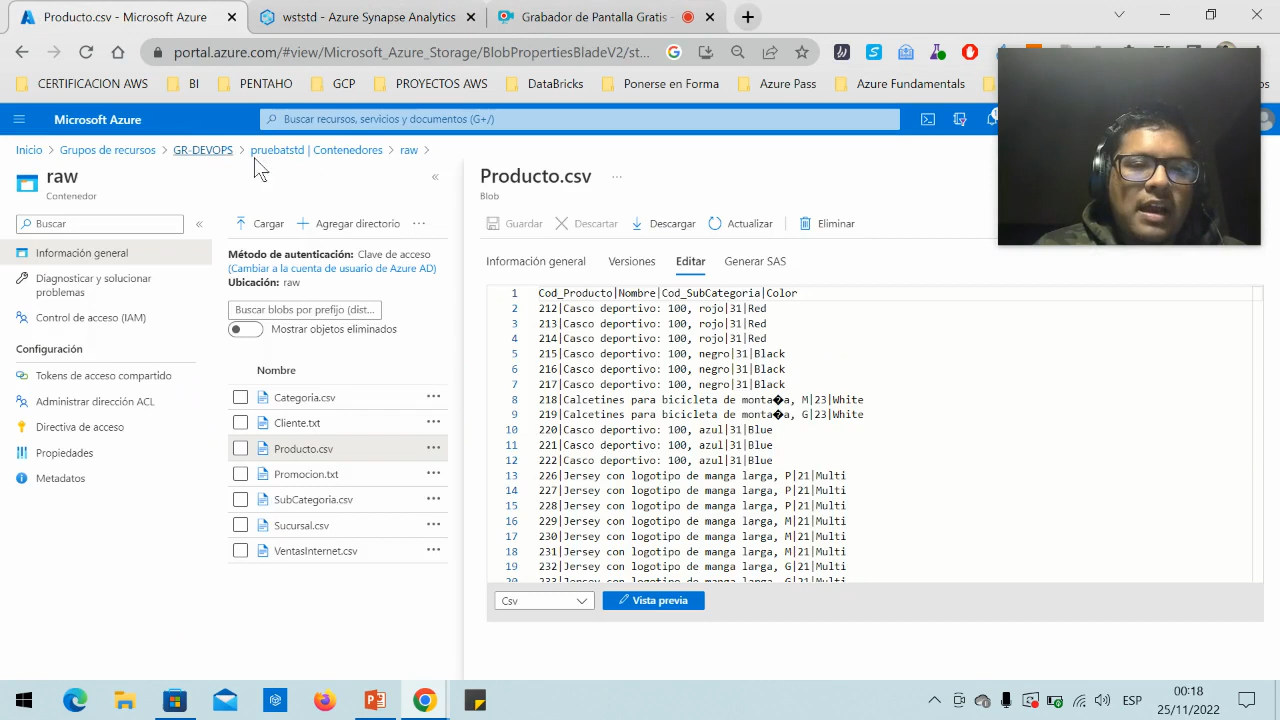 Producto.csv - Microsoft Azure
wststd - Azure Synapse Analytics
Grabador de Pantalla Gratis -
portal.azure.com/#view/Microsoft_Azure_Storage/BlobPropertiesBladeV2/st...
CERTIFICACION AWS
BI
PENTAHO
GCP
PROYECTOS AWS
DataBricks
Ponerse en Forma
Azure Pass
Azure Fundamentals
Microsoft Azure
Buscar recursos, servicios y documentos (G+/)
Inicio > Grupos de recursos > GR-DEVOPS > pruebatstd | Contenedores > raw >
raw
Contenedor
Buscar
Información general
Diagnosticar y solucionar
problemas
Control de acceso (IAM)
Configuración
Tokens de acceso compartido
Administrar dirección ACL
Directiva de acceso
Propiedades
Metadatos
Cargar
Agregar directorio
Método de autenticación: Clave de acceso
(Cambiar a la cuenta de usuario de Azure AD)
Ubicación: raw
Buscar blobs por prefijo (dist...
Mostrar objetos eliminados
Nombre
Categoria.csv
Cliente.txt
Producto.csv
Promocion.txt
SubCategoria.csv
Sucursal.csv
VentasInternet.csv
Producto.csv
Blob
Guardar
Descartar
Descargar
Actualizar
Eliminar
Información general
Versiones
Editar
Generar SAS
1 Cod_Producto|Nombre|Cod_SubCategoria|Color
2 212|Casco deportivo: 100, rojo|31|Red
3 213|Casco deportivo: 100, rojo|31|Red
4 214|Casco deportivo: 100, rojo|31|Red
5 215|Casco deportivo: 100, negro|31|Black
6 216|Casco deportivo: 100, negro|31|Black
7 217|Casco deportivo: 100, negro|31|Black
8 218|Calcetines para bicicleta de monta�a, M|23|White
9 219|Calcetines para bicicleta de monta�a, G|23|White
10 220|Casco deportivo: 100, azul|31|Blue
11 221|Casco deportivo: 100, azul|31|Blue
12 222|Casco deportivo: 100, azul|31|Blue
13 226|Jersey con logotipo de manga larga, P|21|Multi
14 227|Jersey con logotipo de manga larga, P|21|Multi
15 228|Jersey con logotipo de manga larga, P|21|Multi
16 229|Jersey con logotipo de manga larga, M|21|Multi
17 230|Jersey con logotipo de manga larga, M|21|Multi
18 231|Jersey con logotipo de manga larga, M|21|Multi
19 232|Jersey con logotipo de manga larga, G|21|Multi
20 233|Jersey con logotipo de manga larga, G|21|Multi
Csv
Vista previa
ESP
00:18
25/11/2022